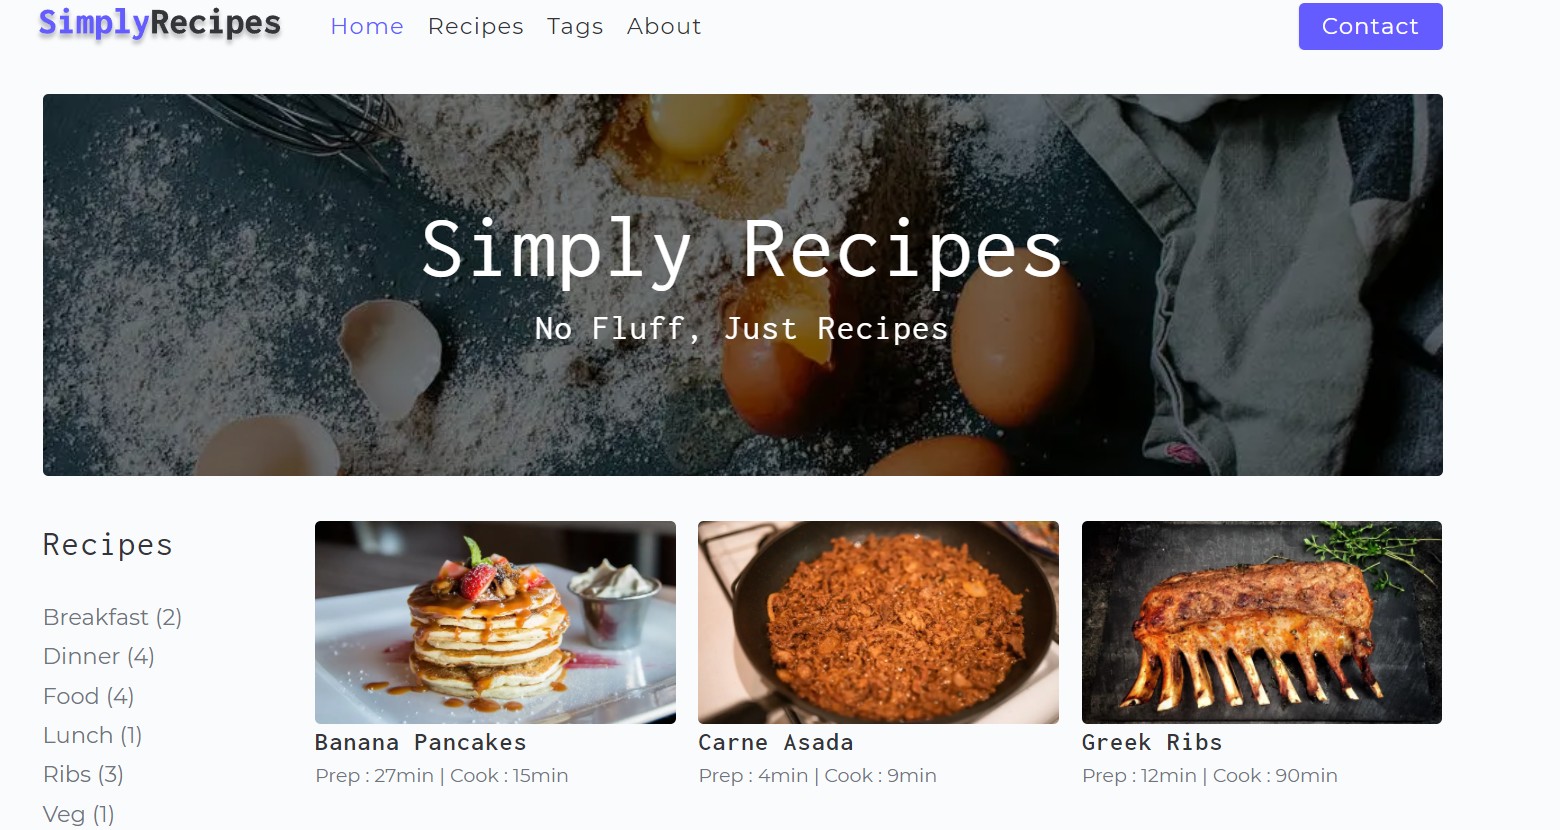 SimplyRecipes
Home Recipes Tags About
Contact
Simply Recipes
No Fluff, Just Recipes
Recipes
Breakfast (2)
Dinner (4)
Food (4)
Lunch (1)
Ribs (3)
Veg (1)
Banana Pancakes
Prep : 27min | Cook : 15min
Carne Asada
Prep : 4min | Cook : 9min
Greek Ribs
Prep : 12min | Cook : 90min